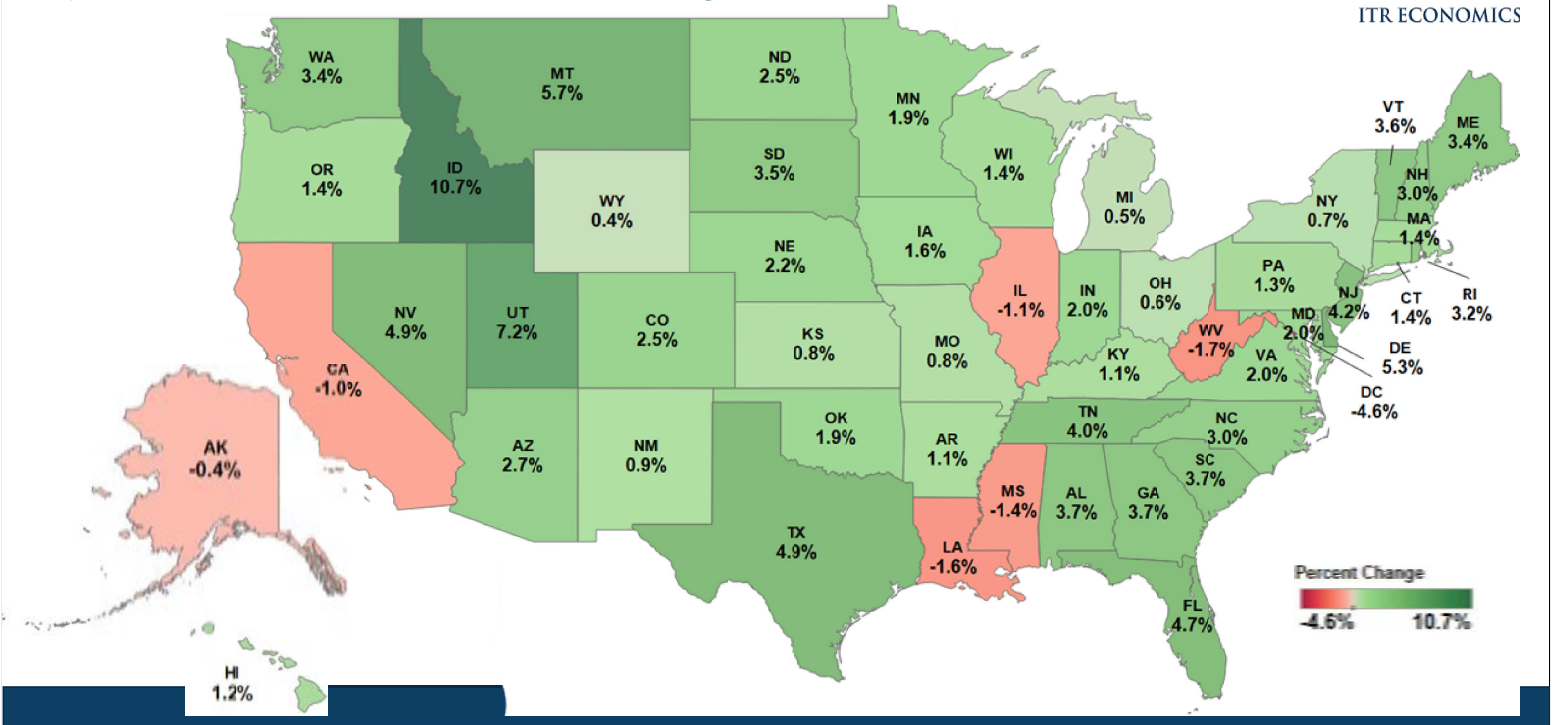 ITR ECONOMICS
WA
3.4%
MT
5.7%
ND
2.5%
MN
1.9%
VT
3.6%
ME
3.4%
OR
1.4%
ID
10.7%
SD
3.5%
WI
1.4%
NH
3.0%
WY
0.4%
MI
0.5%
NY
0.7%
MA
1.4%
NE
2.2%
IA
1.6%
PA
1.3%
IL
-1.1%
IN
2.0%
OH
0.6%
NJ
4.2%
CT
1.4%
RI
3.2%
NV
4.9%
UT
7.2%
CO
2.5%
KS
0.8%
MO
0.8%
WV
-1.7%
MD
2.0%
DE
5.3%
KY
1.1%
VA
2.0%
DC
-4.6%
CA
-1.0%
TN
4.0%
NC
3.0%
AK
-0.4%
AZ
2.7%
NM
0.9%
OK
1.9%
AR
1.1%
SC
3.7%
MS
-1.4%
AL
3.7%
GA
3.7%
TX
4.9%
LA
-1.6%
Percent Change
-4.6% 10.7%
FL
4.7%
HI
1.2%